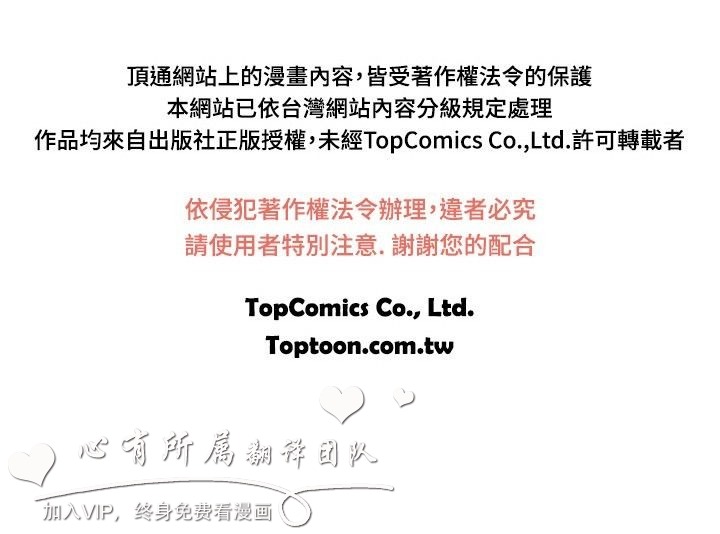 頂通網站上的漫畫內容,皆受著作權法令的保護
本網站已依台灣網站內容分級規定處理
作品均來自出版社正版授權,未經TopComics Co.,Ltd.許可轉載者
依侵犯著作權法令辦理,違者必究
請使用者特別注意. 謝謝您的配合
TopComics Co., Ltd.
Toptoon.com.tw
心有所属翻译团队
加入VIP，终身免费看漫画